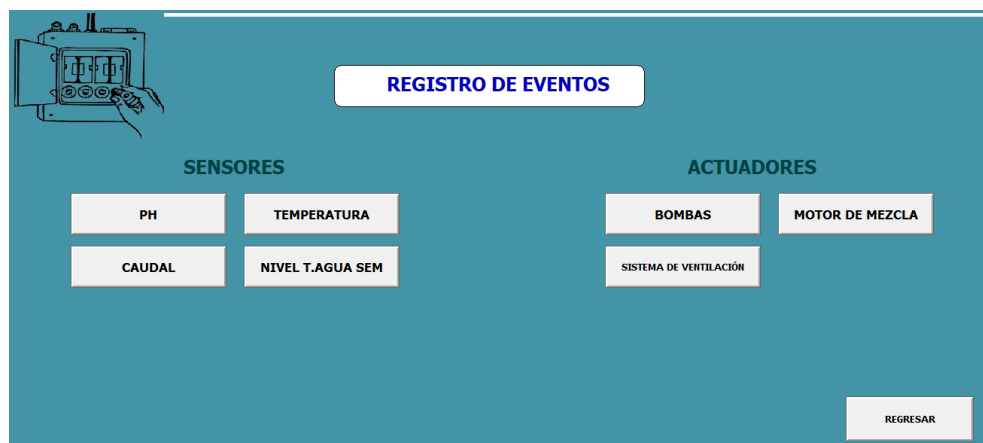 REGISTRO DE EVENTOS
SENSORES
PH
TEMPERATURA
CAUDAL
NIVEL T.AGUA SEM
ACTUADORES
BOMBAS
MOTOR DE MEZCLA
SISTEMA DE VENTILACIÓN
REGRESAR